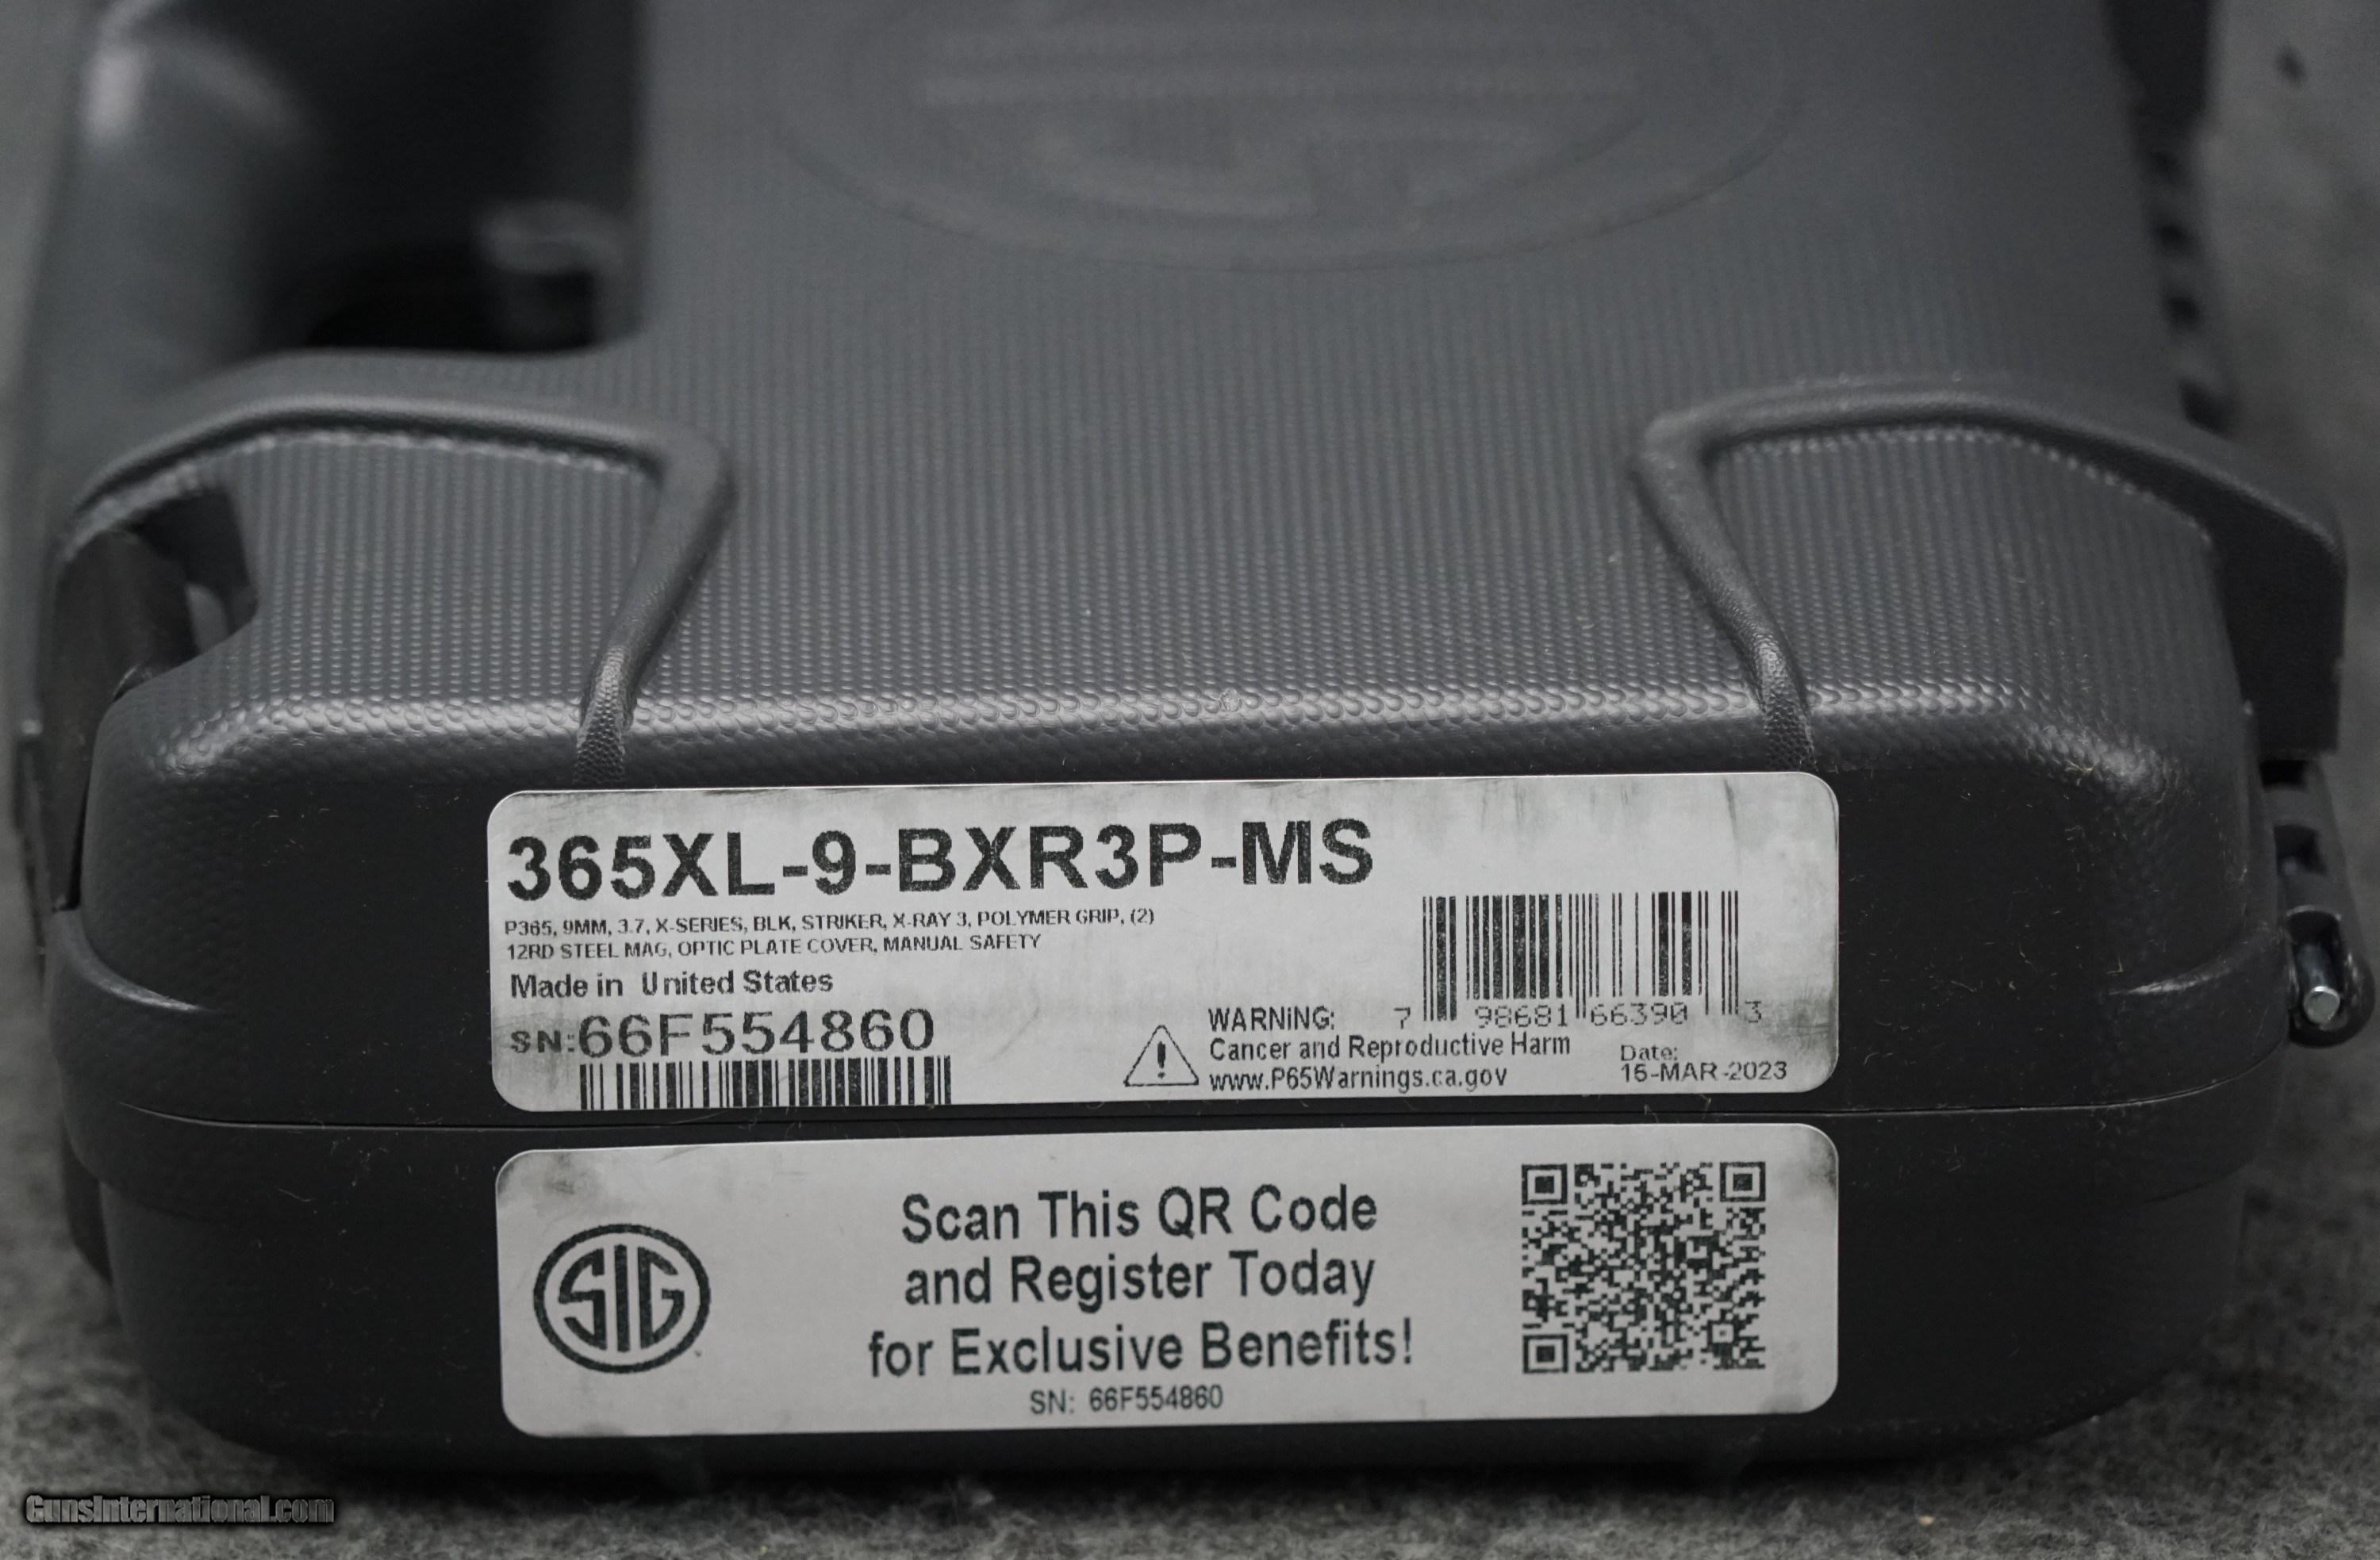 365XL-9-BXR3P-MS
P365, 9MM, 3.7, X-SERIES, BLK, STRIKER, X-RAY 3, POLYMER GRIP, (2)
12RD STEEL MAG, OPTIC PLATE COVER, MANUAL SAFETY
Made in United States
SN:66F554860
7 98681 66390 3
WARNING:
Cancer and Reproductive Harm
www.P65Warnings.ca.gov
Date:
16-MAR-2023
SIG
Scan This QR Code
and Register Today
for Exclusive Benefits!
SN: 66F554860
GunsInternational.com